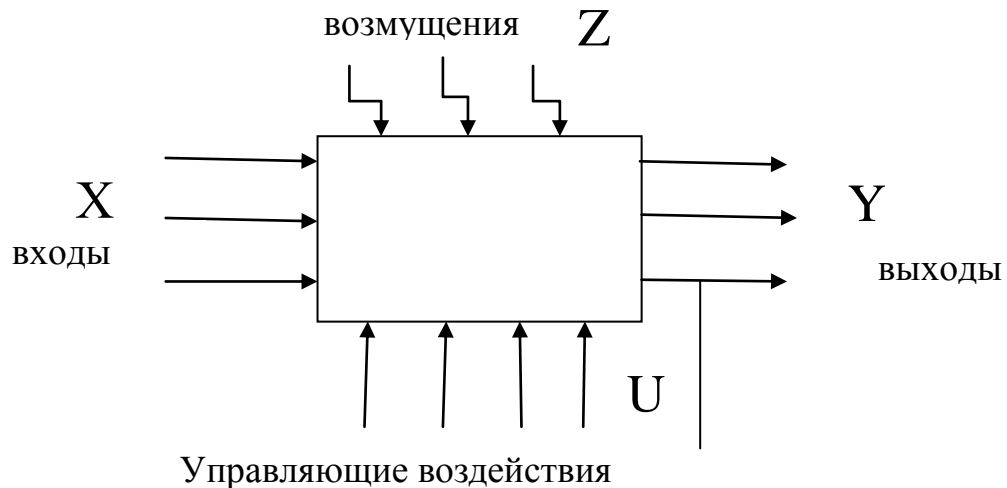 возмущения Z
X
входы
Y
выходы
U
Управляющие воздействия